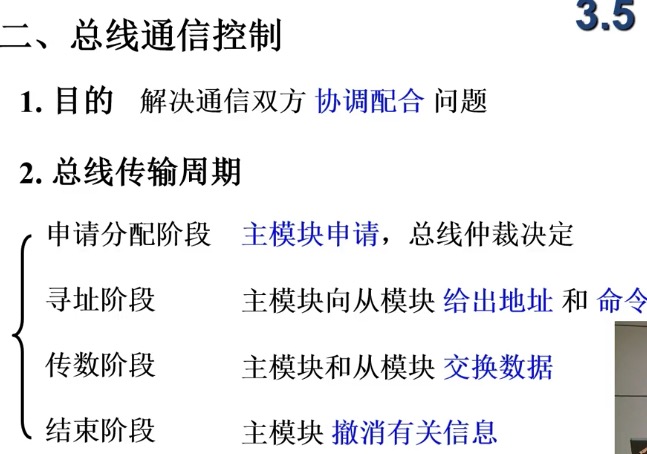 3.5
二、总线通信控制
1. 目的 解决通信双方 协调配合 问题
2. 总线传输周期
申请分配阶段 主模块申请，总线仲裁决定
寻址阶段 主模块向从模块 给出地址 和 命令
传数阶段 主模块和从模块 交换数据
结束阶段 主模块 撤消有关信息